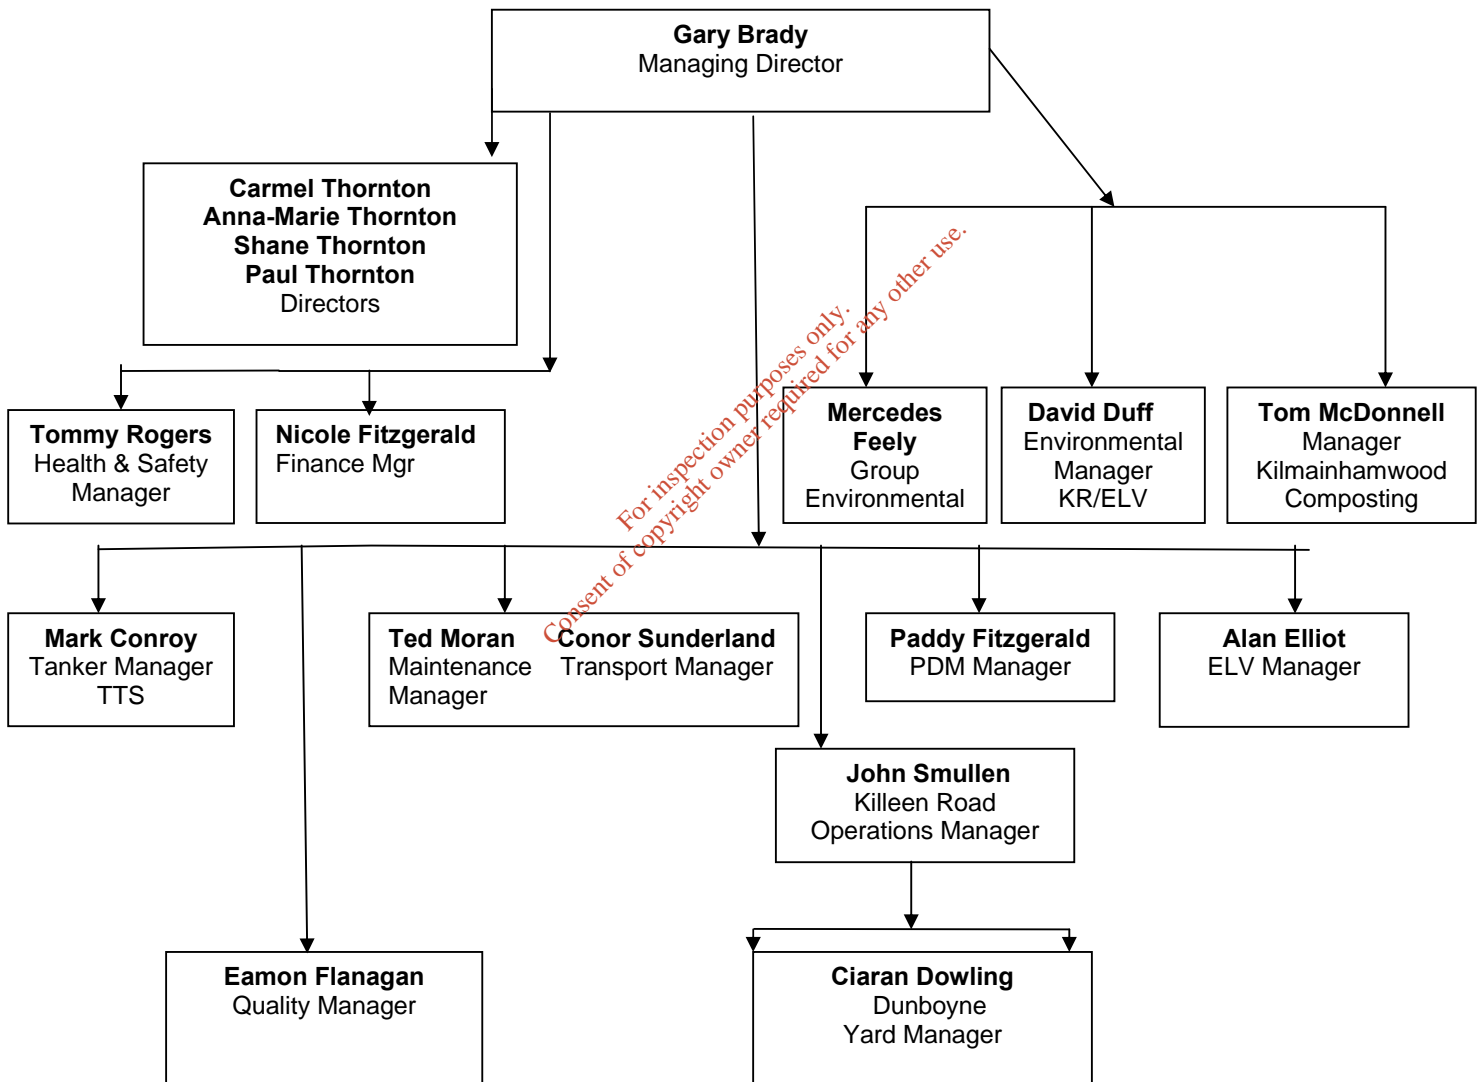 Gary Brady
Managing Director
Carmel Thornton
Anna-Marie Thornton
Shane Thornton
Paul Thornton
Directors
Tommy Rogers
Health & Safety
Manager
Nicole Fitzgerald
Finance Mgr
Mercedes
Feely
Group
Environmental
David Duff
Environmental
Manager
KR/ELV
Tom McDonnell
Manager
Kilmainhamwood
Composting
For inspection purposes only.
Consent of copyright owner required for any other use.
Mark Conroy
Tanker Manager
TTS
Ted Moran
Maintenance
Manager
Conor Sunderland
Transport Manager
Paddy Fitzgerald
PDM Manager
Alan Elliot
ELV Manager
John Smullen
Killeen Road
Operations Manager
Eamon Flanagan
Quality Manager
Ciaran Dowling
Dunboyne
Yard Manager